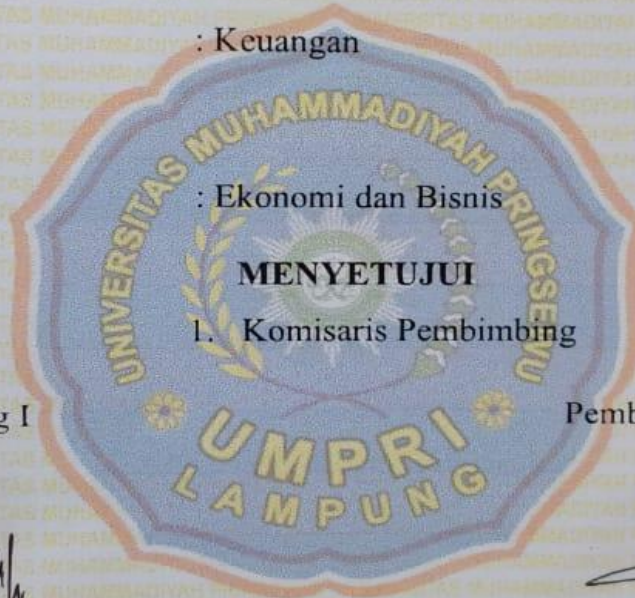 : Keuangan
UNIVERSITAS MUHAMMADIYAH PRINGSEWU
: Ekonomi dan Bisnis
MENYETUJUI
1. Komisaris Pembimbing
g I
Pemb
UMPRI
LAMPUNG